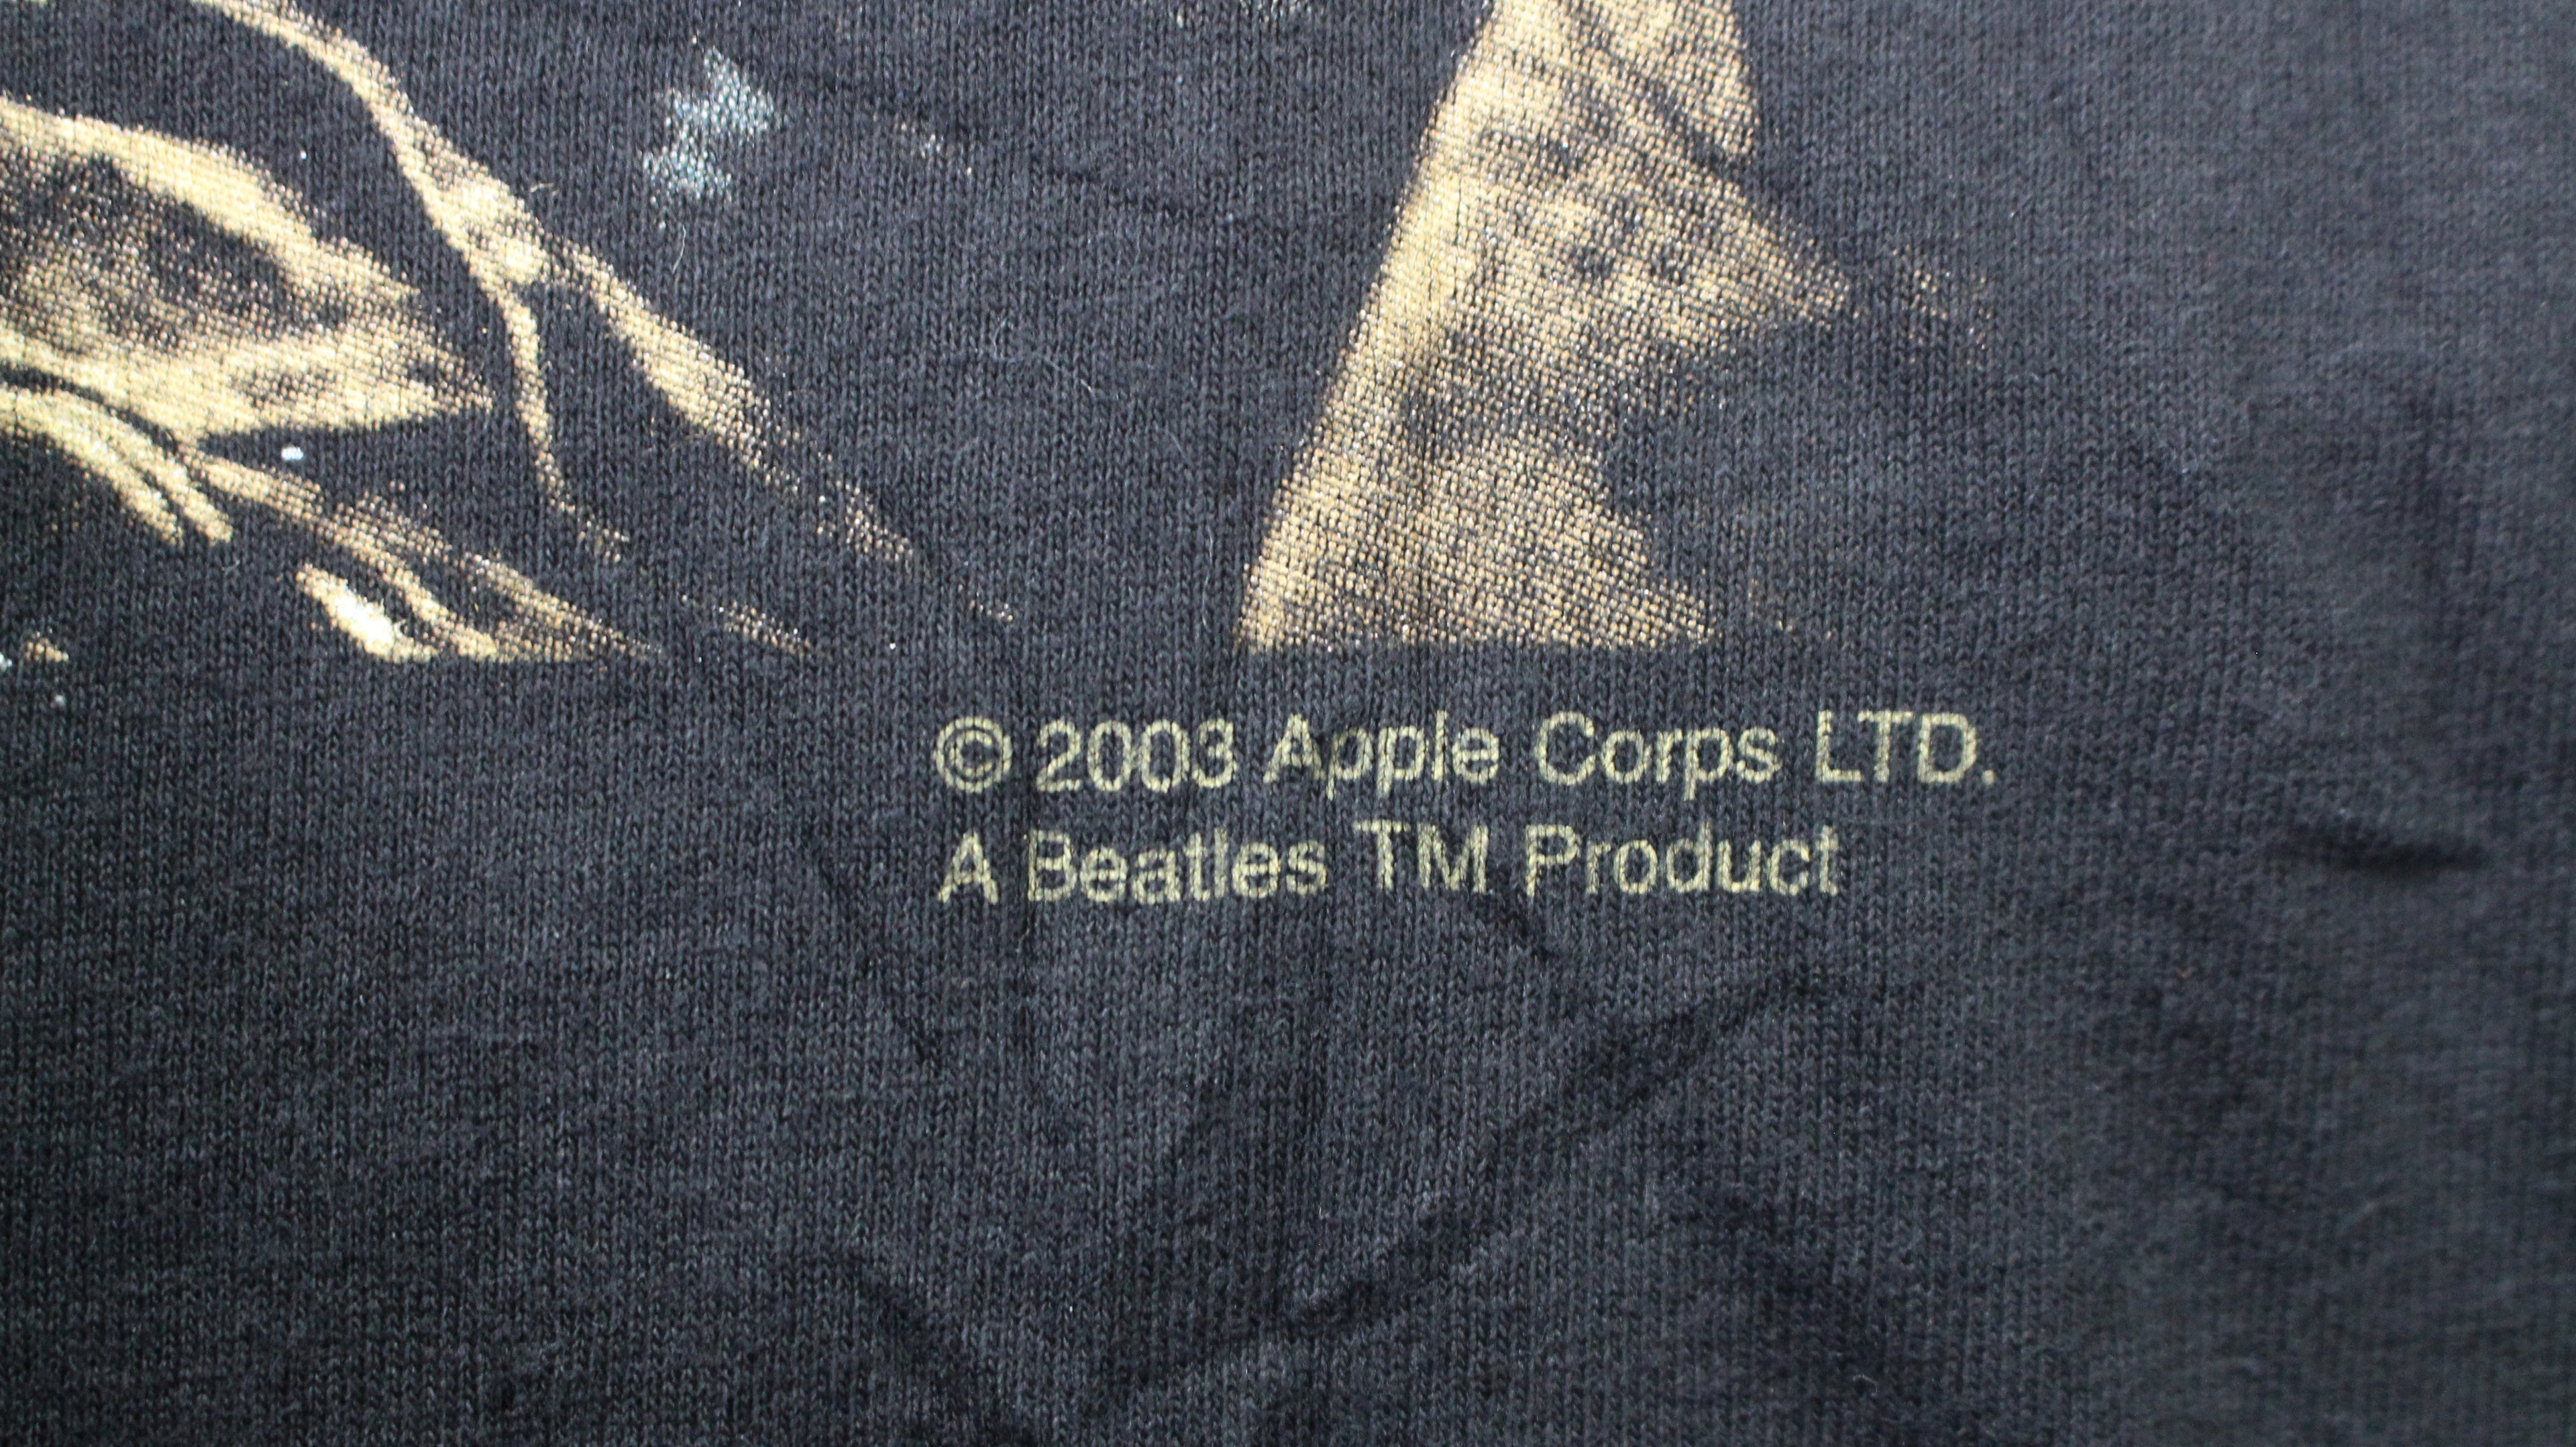 © 2003 Apple Corps LTD.
A Beatles TM Product